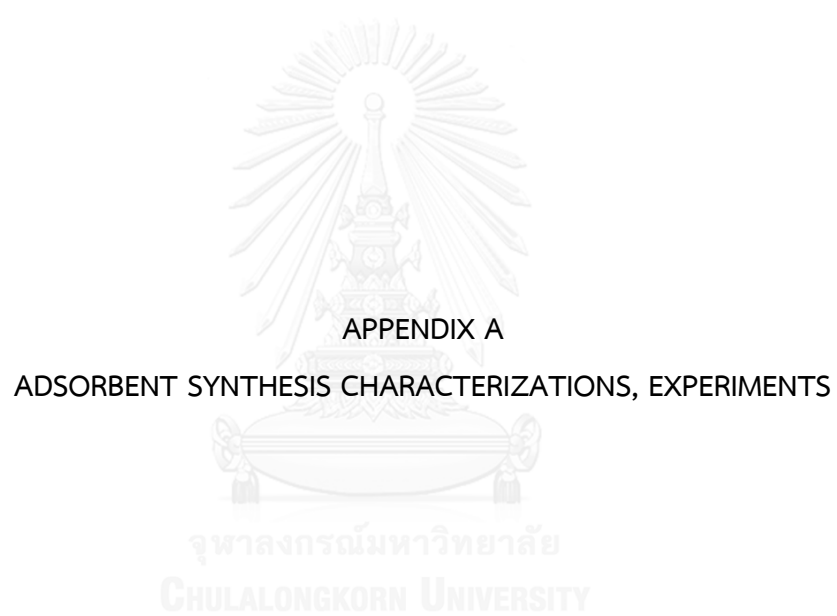 APPENDIX A
ADSORBENT SYNTHESIS CHARACTERIZATIONS, EXPERIMENTS
จุฬาลงกรณ์มหาวิทยาลัย
CHULALONGKORN UNIVERSITY